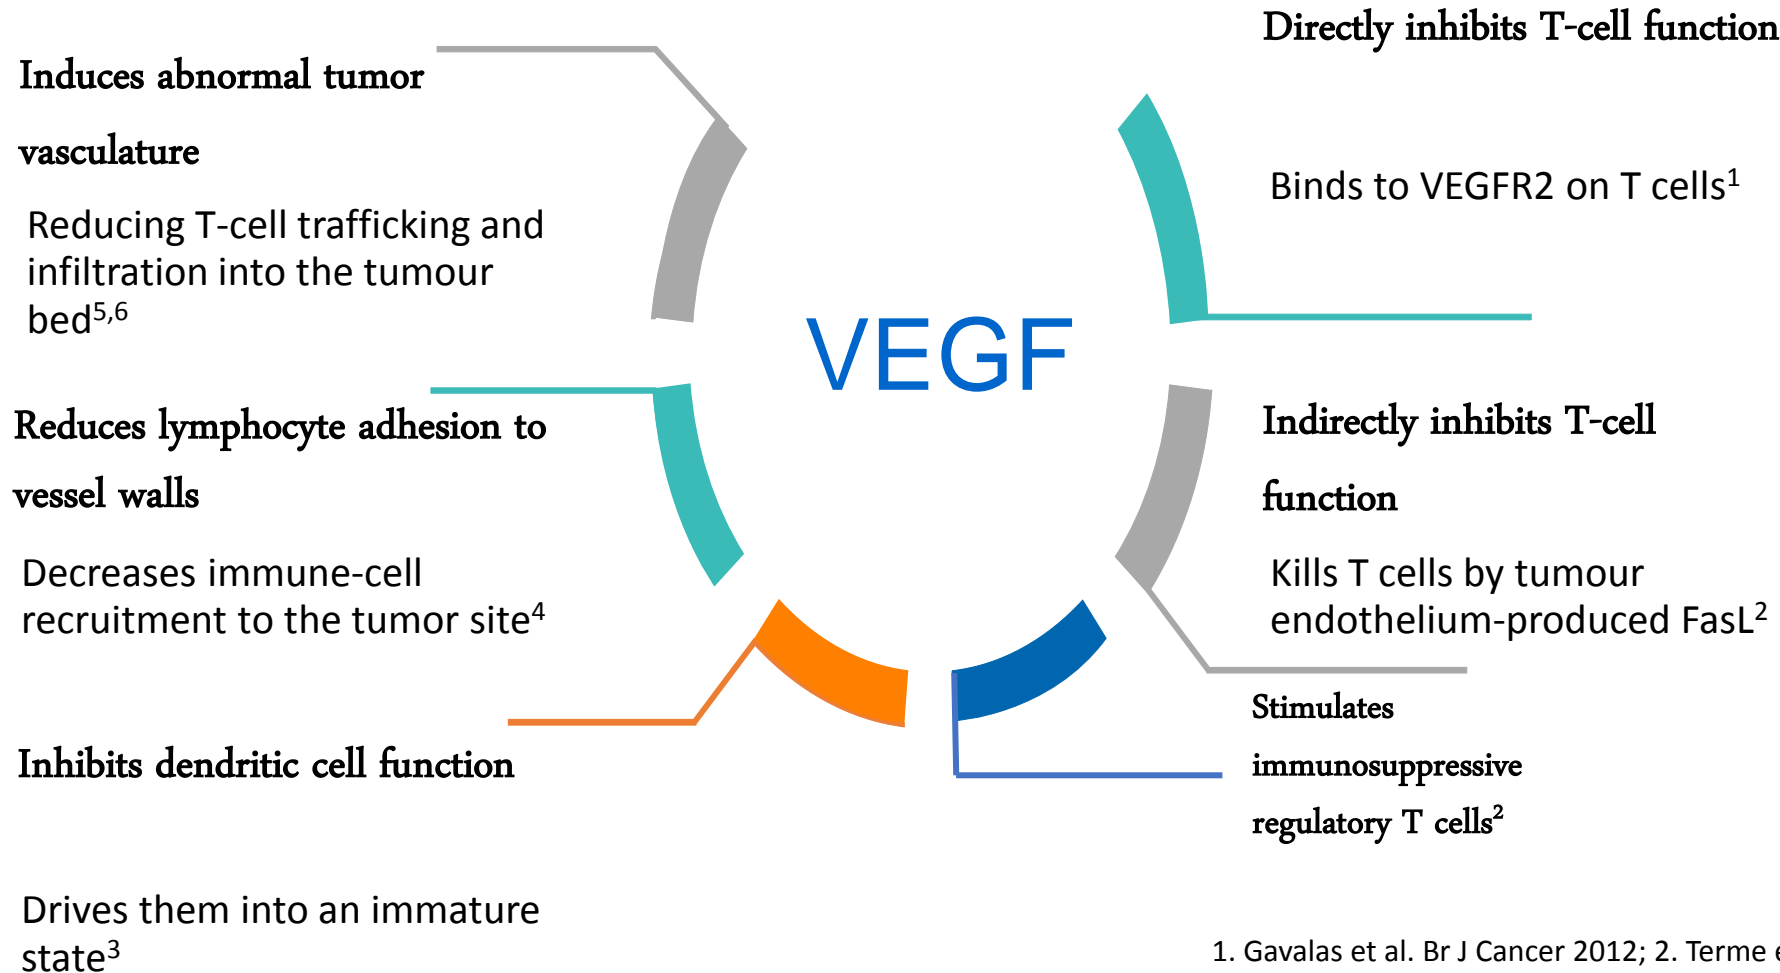 Induces abnormal tumor
vasculature
Reducing T-cell trafficking and
infiltration into the tumour
bed5,6
Reduces lymphocyte adhesion to
vessel walls
Decreases immune-cell
recruitment to the tumor site4
Inhibits dendritic cell function
Drives them into an immature
state3
VEGF
Directly inhibits T-cell function
Binds to VEGFR2 on T cells1
Indirectly inhibits T-cell
function
Kills T cells by tumour
endothelium-produced FasL2
Stimulates
immunosuppressive
regulatory T cells2
1. Gavalas et al. Br J Cancer 2012; 2. Terme